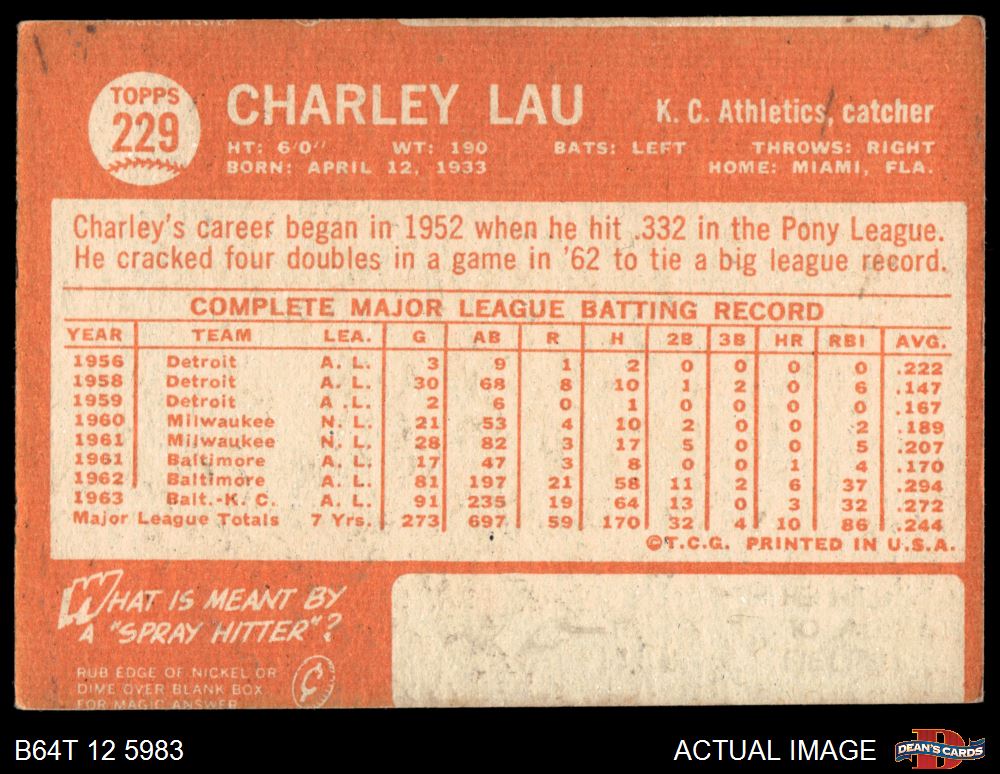 MAGIC ANSWER
TOPPS
229
CHARLEY LAU
K. C. Athletics, catcher
HT: 6'0" WT: 190 BATS: LEFT THROWS: RIGHT
BORN: APRIL 12, 1933 HOME: MIAMI, FLA.
Charley's career began in 1952 when he hit .332 in the Pony League.
He cracked four doubles in a game in '62 to tie a big league record.
COMPLETE MAJOR LEAGUE BATTING RECORD
YEAR TEAM LEA. G AB R H 2B 3B HR RBI AVG.
1956 Detroit A. L. 3 9 1 2 0 0 0 0 .222
1958 Detroit A. L. 30 68 8 10 1 2 0 6 .147
1959 Detroit A .L. 2 6 0 1 0 0 0 0 .167
1960 Milwaukee N. L. 21 53 4 10 2 0 0 2 .189
1961 Milwaukee N. L. 28 82 3 17 5 0 0 5 .207
1961 Baltimore A. L. 17 47 3 8 0 0 1 4 .170
1962 Baltimore A. L. 81 197 21 58 11 2 6 37 .294
1963 Balt.-K. C. A. L. 91 235 19 64 13 0 3 32 .272
Major League Totals 7 Yrs. 273 697 59 170 32 4 10 86 .244
©T.C.G. PRINTED IN U.S.A.
WHAT IS MEANT BY
A "SPRAY HITTER"?
RUB EDGE OF NICKEL OR
DIME OVER BLANK BOX
FOR MAGIC ANSWER
¢
B64T 12 5983
ACTUAL IMAGE
D
DEAN'S CARDS